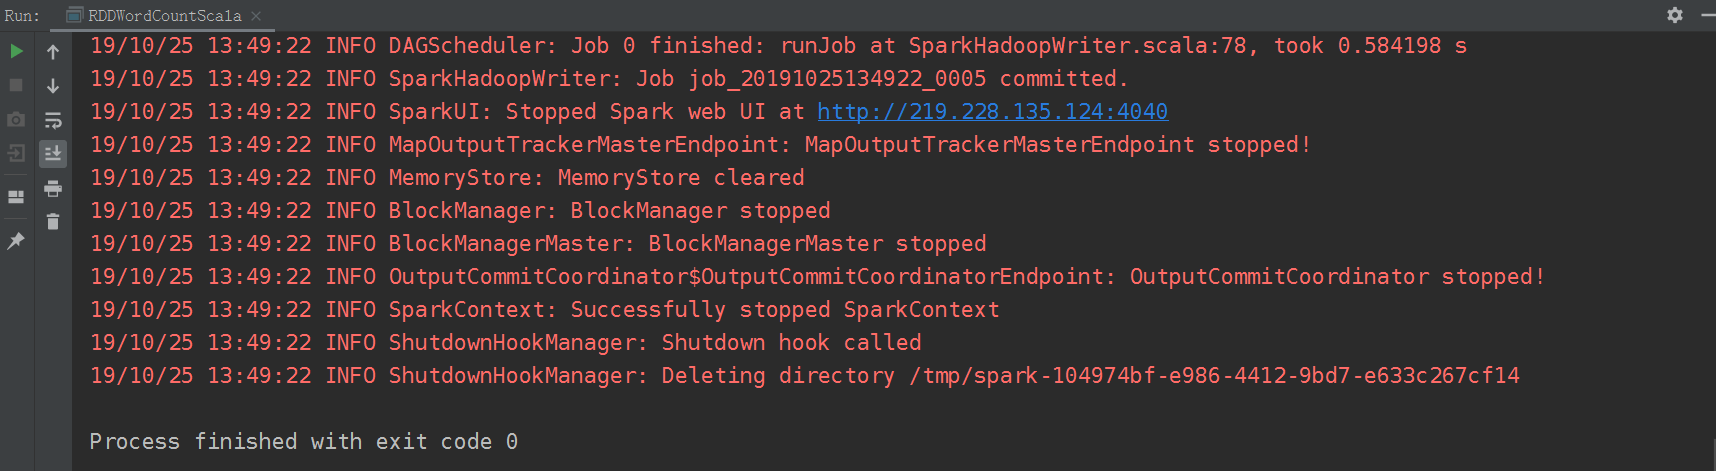 Run: RDDWordCountScala
19/10/25 13:49:22 INFO DAGScheduler: Job 0 finished: runJob at SparkHadoopWriter.scala:78, took 0.584198 s
19/10/25 13:49:22 INFO SparkHadoopWriter: Job job_20191025134922_0005 committed.
19/10/25 13:49:22 INFO SparkUI: Stopped Spark web UI at http://219.228.135.124:4040
19/10/25 13:49:22 INFO MapOutputTrackerMasterEndpoint: MapOutputTrackerMasterEndpoint stopped!
19/10/25 13:49:22 INFO MemoryStore: MemoryStore cleared
19/10/25 13:49:22 INFO BlockManager: BlockManager stopped
19/10/25 13:49:22 INFO BlockManagerMaster: BlockManagerMaster stopped
19/10/25 13:49:22 INFO OutputCommitCoordinator$OutputCommitCoordinatorEndpoint: OutputCommitCoordinator stopped!
19/10/25 13:49:22 INFO SparkContext: Successfully stopped SparkContext
19/10/25 13:49:22 INFO ShutdownHookManager: Shutdown hook called
19/10/25 13:49:22 INFO ShutdownHookManager: Deleting directory /tmp/spark-104974bf-e986-4412-9bd7-e633c267cf14
Process finished with exit code 0